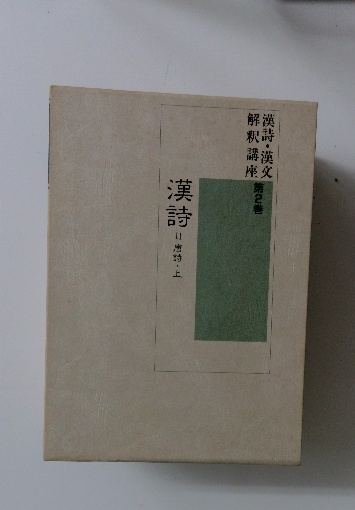 漢詩・漢文
解釈講座
第2巻
漢詩
II 唐詩・上